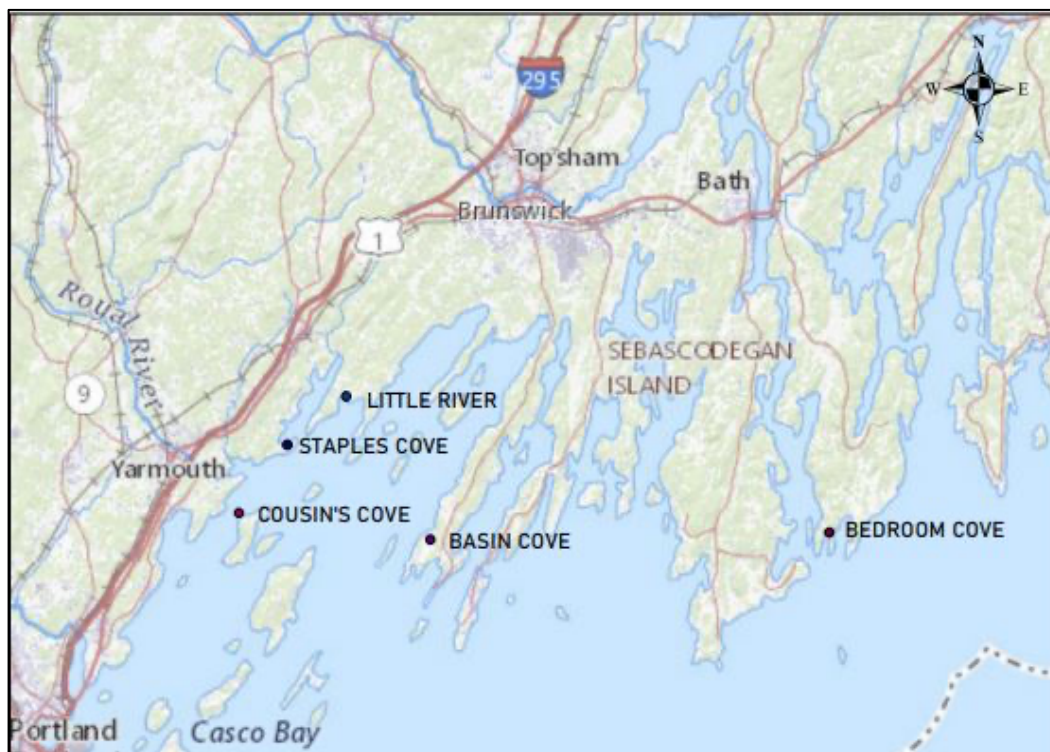 N
W E
S
295
Topsham
Bath
Brunswick
1
Royal River
SEBASCODEGAN
ISLAND
9
LITTLE RIVER
STAPLES COVE
Yarmouth
COUSIN'S COVE
BASIN COVE
BEDROOM COVE
Portland
Casco Bay